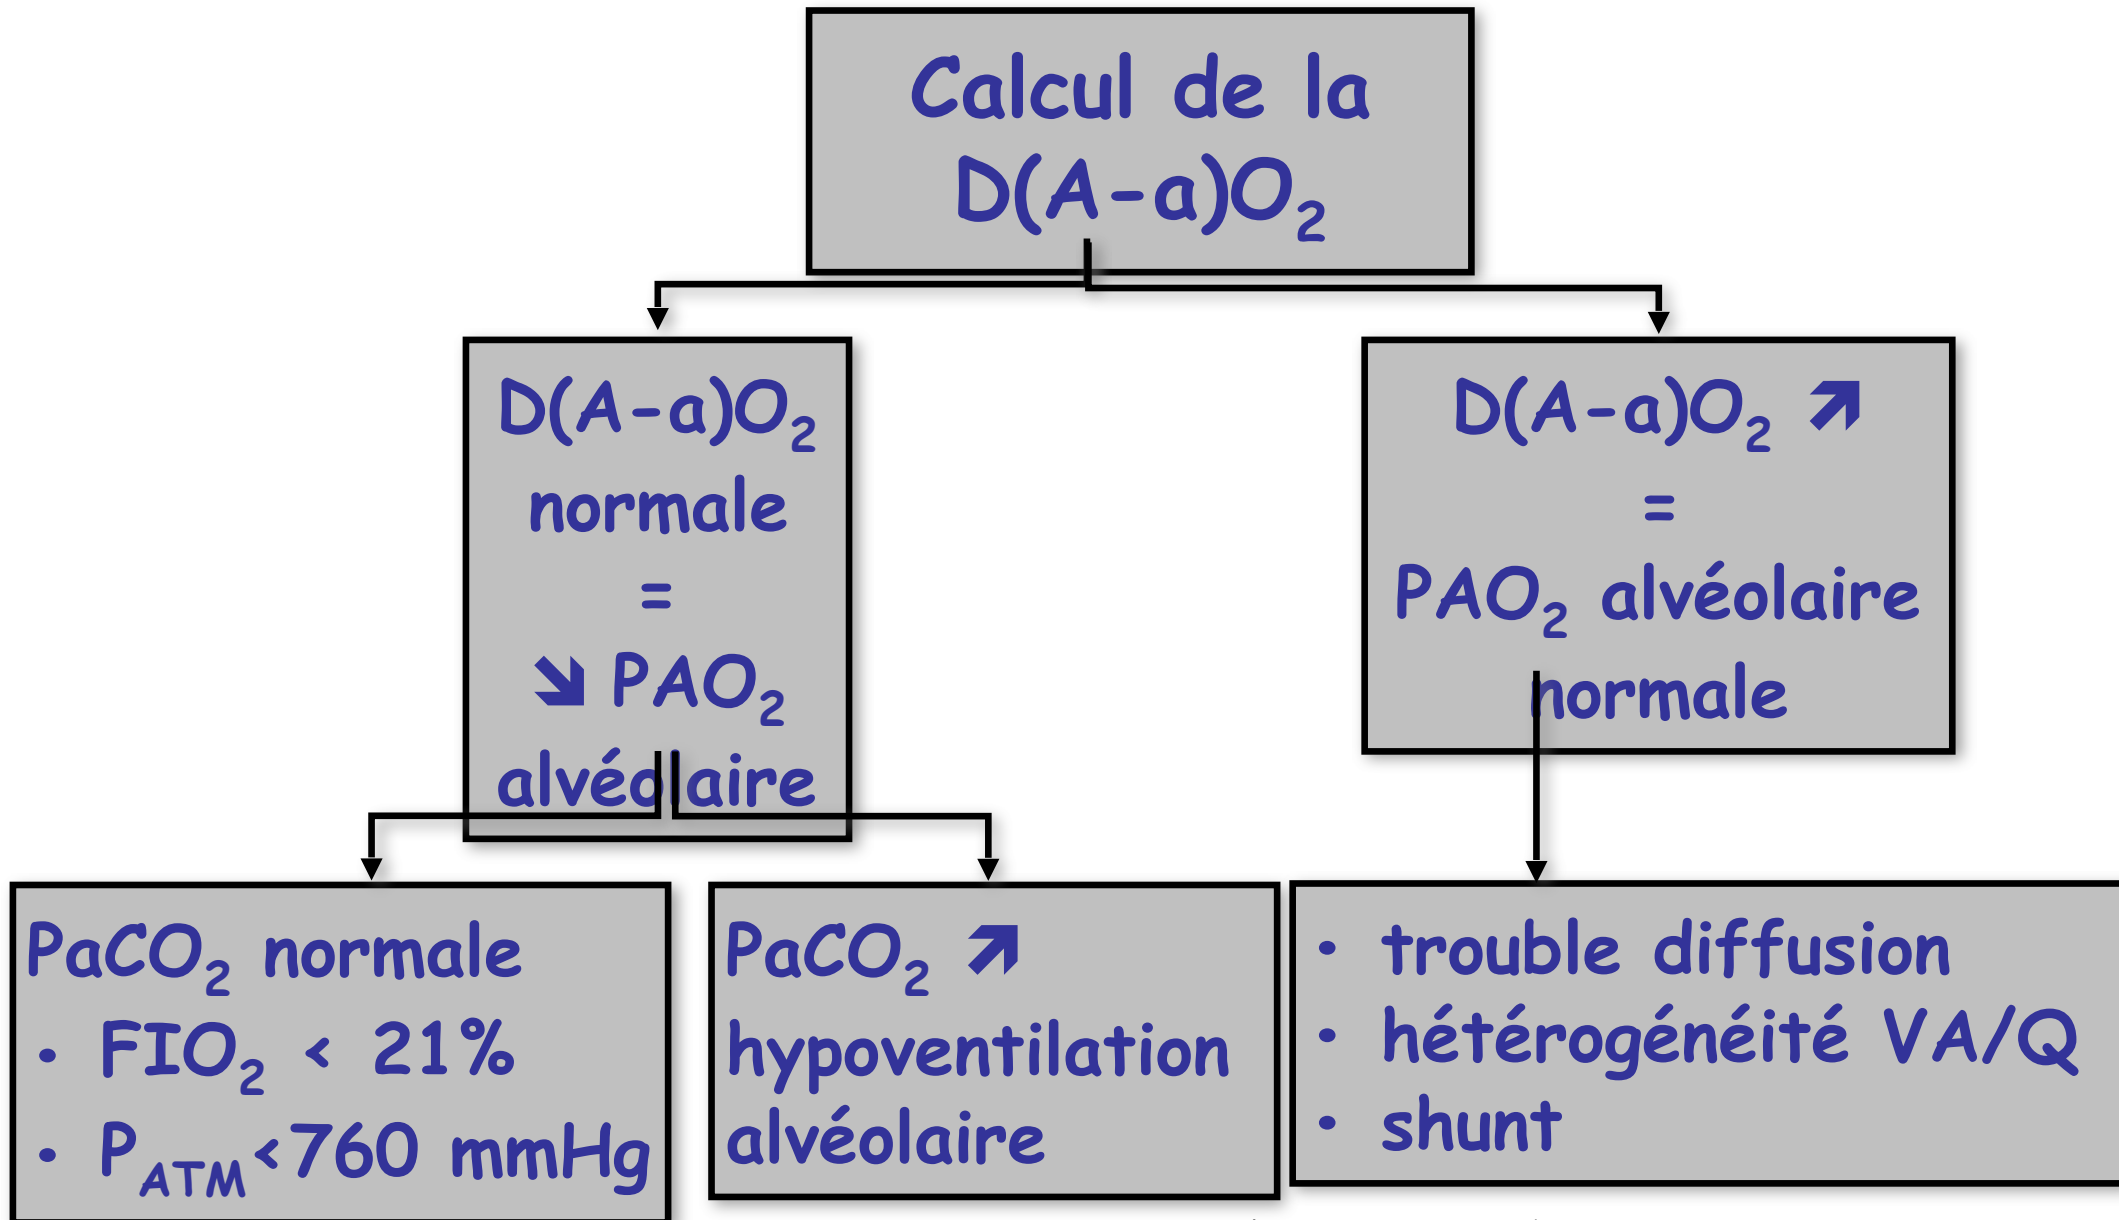 Calcul de la
D(A-a)O₂
D(A-a)O₂
normale
=
↘ PAO₂
alvéolaire
D(A-a)O₂ ↗
=
PAO₂ alvéolaire
normale
PaCO₂ normale
• FIO₂ < 21%
• P_ATM<760 mmHg
PaCO₂ ↗
hypoventilation
alvéolaire
• trouble diffusion
• hétérogénéité VA/Q
• shunt